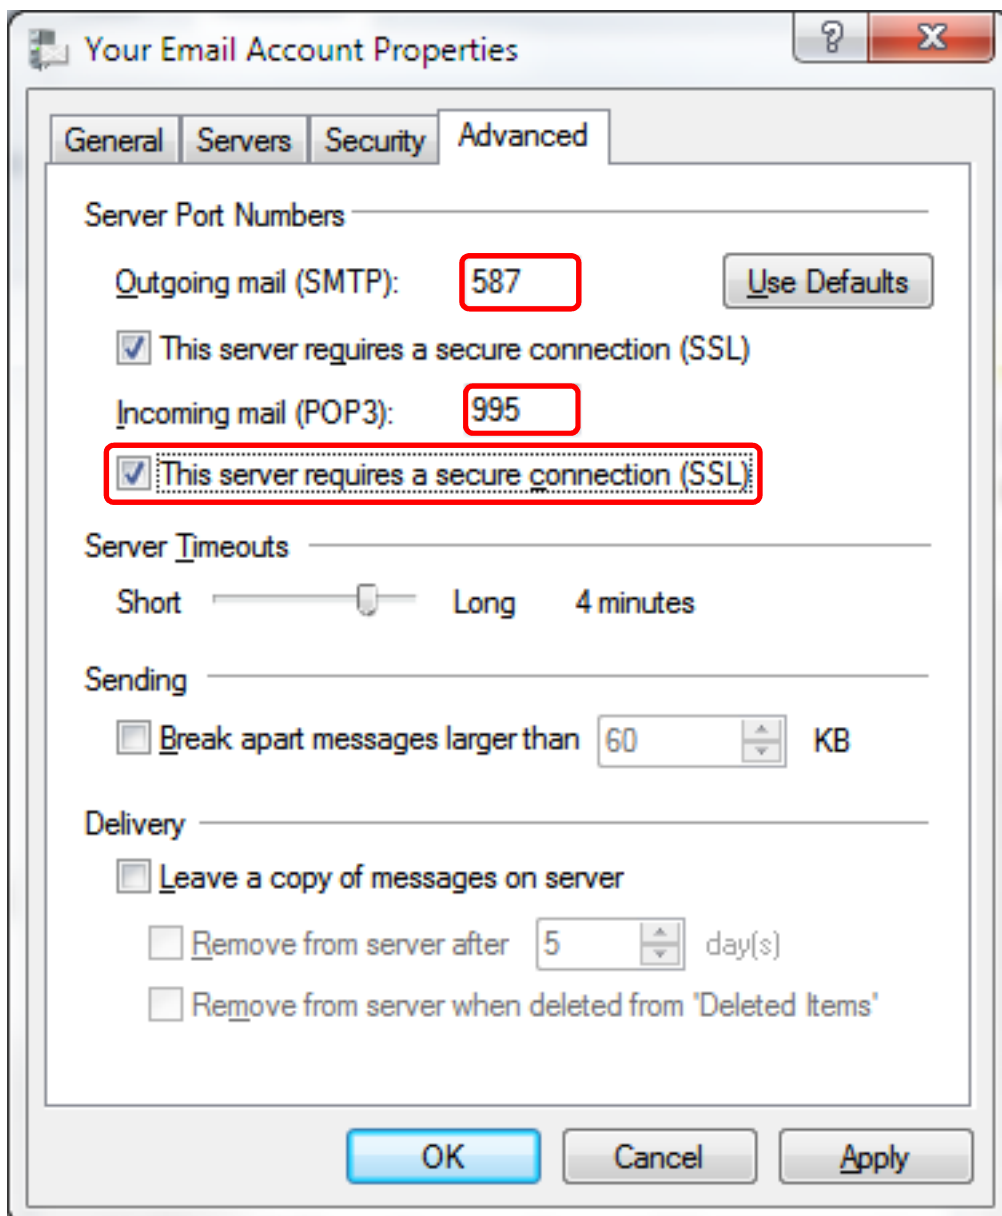 Your Email Account Properties
General Servers Security Advanced
Server Port Numbers
Outgoing mail (SMTP): 587 Use Defaults
This server requires a secure connection (SSL)
Incoming mail (POP3): 995
This server requires a secure connection (SSL)
Server Timeouts
Short Long 4 minutes
Sending
Break apart messages larger than 60 KB
Delivery
Leave a copy of messages on server
Remove from server after 5 day(s)
Remove from server when deleted from 'Deleted Items'
OK Cancel Apply